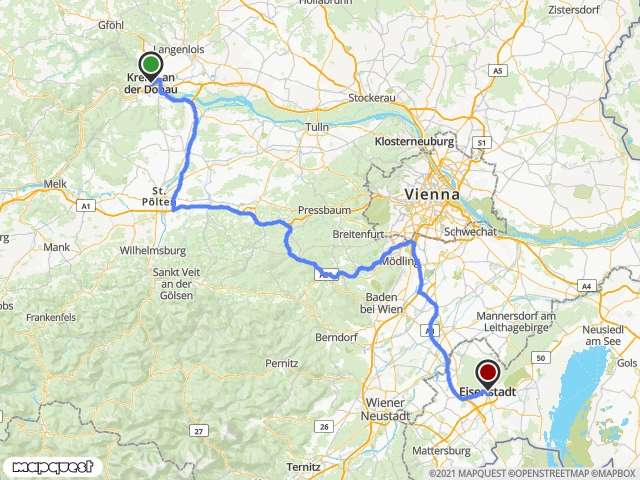 Gföhl
Hollabrunn
Zistersdorf
Langenlois
Krems an
der Donau
A5
Stockerau
Tulln
Klosterneuburg
S1
Melk
A1
St.
Pölten
Vienna
Pressbaum
Breitenfurt
Schwechat
Mank
Wilhelmsburg
Mödling
Sankt Veit
an der
Gölsen
A4
Baden
bei Wien
Mannersdorf am
Leithagebirge
Frankenfels
Berndorf
Neusiedl
am See
50
Gols
Pernitz
Eisenstadt
Wiener
Neustadt
26
27
Mattersburg
Ternitz
mapquest
©2021 MAPQUEST ©OPENSTREETMAP ©MAPBOX